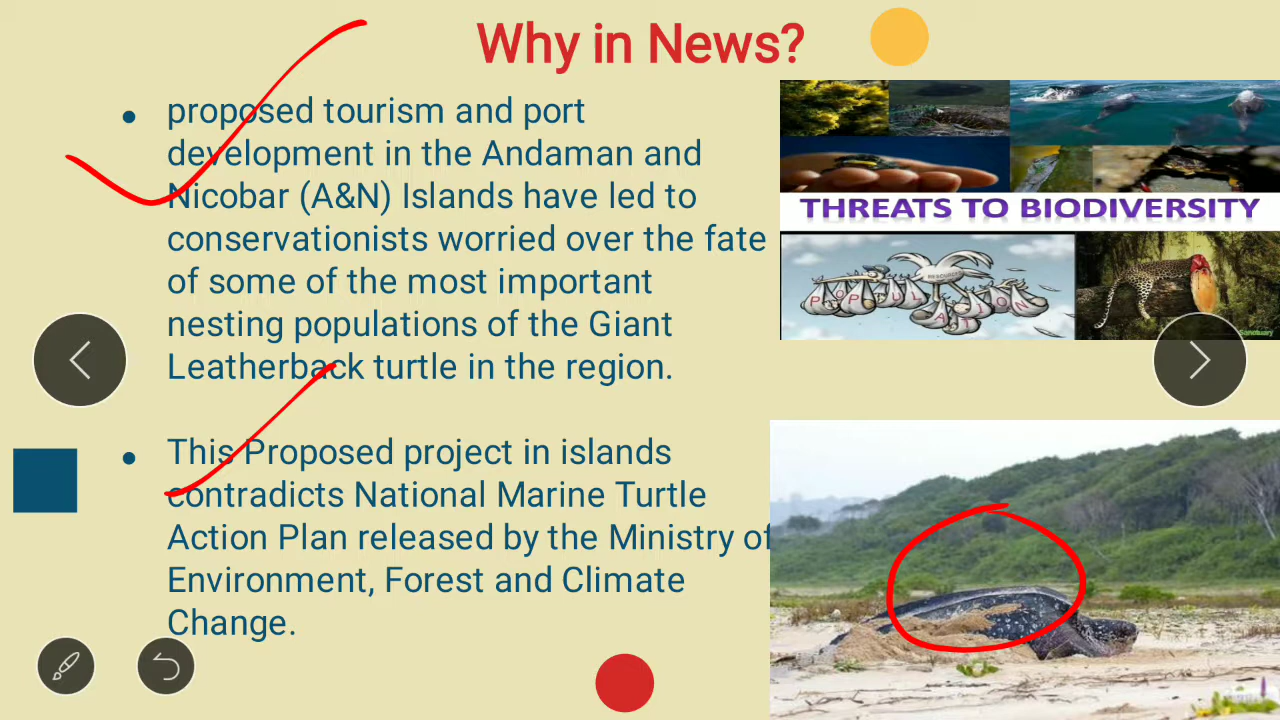 Why in News?
proposed tourism and port
development in the Andaman and
Nicobar (A&N) Islands have led to
conservationists worried over the fate
of some of the most important
nesting populations of the Giant
Leatherback turtle in the region.
This Proposed project in islands
contradicts National Marine Turtle
Action Plan released by the Ministry of
Environment, Forest and Climate
Change.
THREATS TO BIODIVERSITY
RESOURCES
POPULATION
Sanctuary